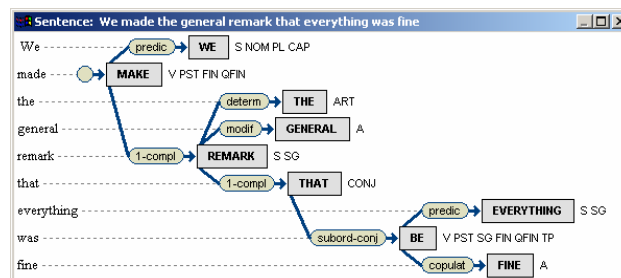 Sentence: We made the general remark that everything was fine
We predic WE S NOM PL CAP
made MAKE V PST FIN QFIN
the determ THE ART
general modif GENERAL A
remark 1-compl REMARK S SG
that 1-compl THAT CONJ
everything predic EVERYTHING S SG
was subord-conj BE V PST SG FIN QFIN TP
fine copulat FINE A